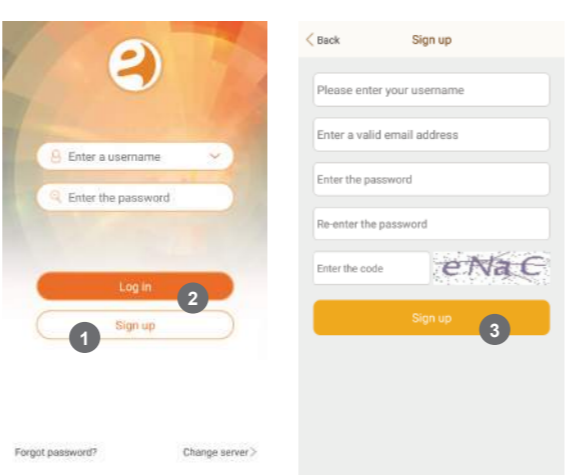 Enter a username
Enter the password
Log in
2
Sign up
1
Forgot password?
Change server
Back
Sign up
Please enter your username
Enter a valid email address
Enter the password
Re-enter the password
Enter the code
eNaC
Sign up
3